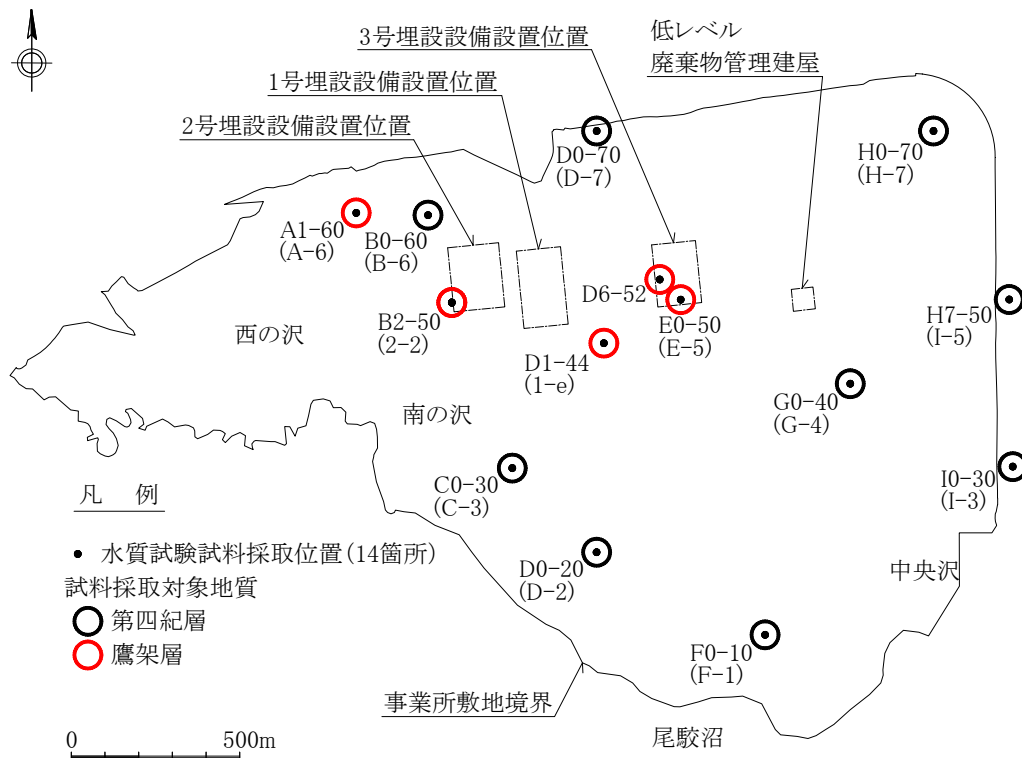 3号埋設設備設置位置
低レベル
廃棄物管理建屋
1号埋設設備設置位置
2号埋設設備設置位置
D0-70
(D-7)
H0-70
(H-7)
A1-60
(A-6)
B0-60
(B-6)
D6-52
B2-50
(2-2)
E0-50
(E-5)
H7-50
(I-5)
西の沢
D1-44
(1-e)
G0-40
(G-4)
南の沢
C0-30
(C-3)
I0-30
(I-3)
凡 例
水質試験試料採取位置(14箇所)
試料採取対象地質
第四紀層
鷹架層
D0-20
(D-2)
中央沢
F0-10
(F-1)
事業所敷地境界
尾駮沼
0 500m